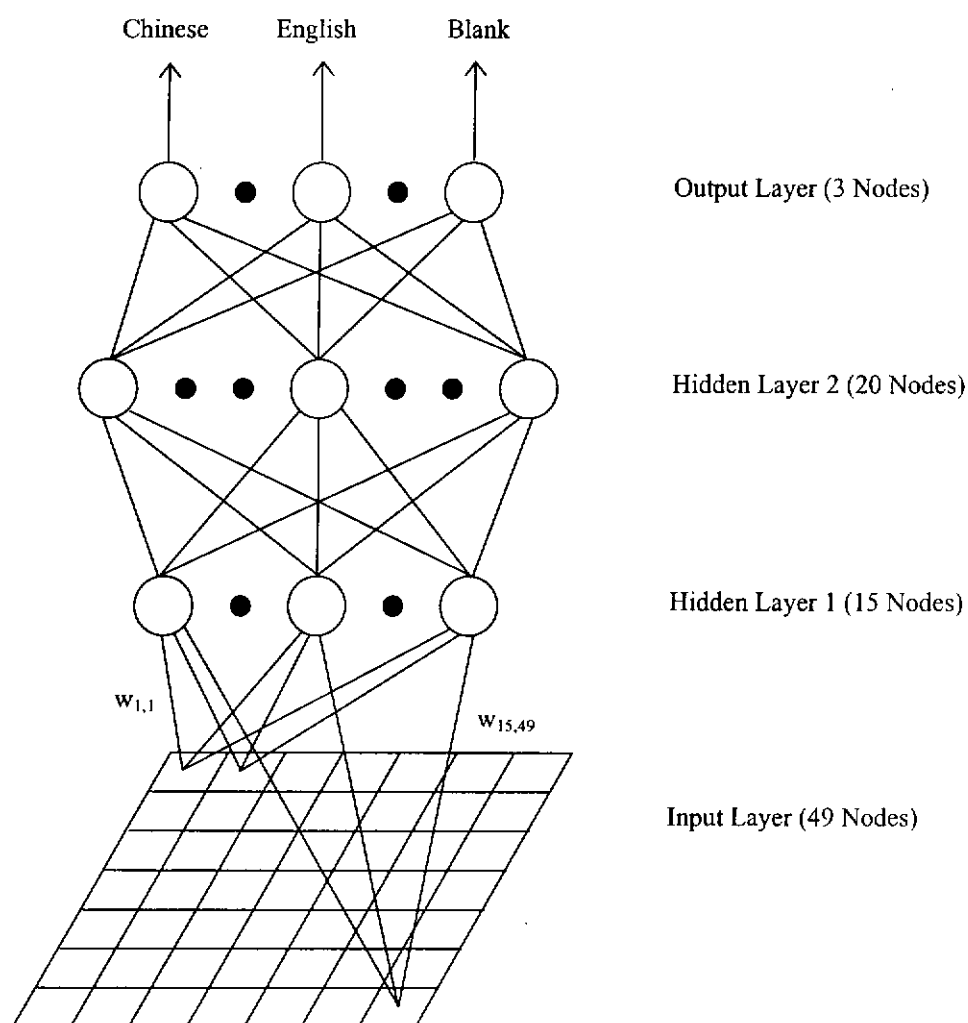 Chinese English Blank
Output Layer (3 Nodes)
Hidden Layer 2 (20 Nodes)
Hidden Layer 1 (15 Nodes)
w1,1
w15,49
Input Layer (49 Nodes)